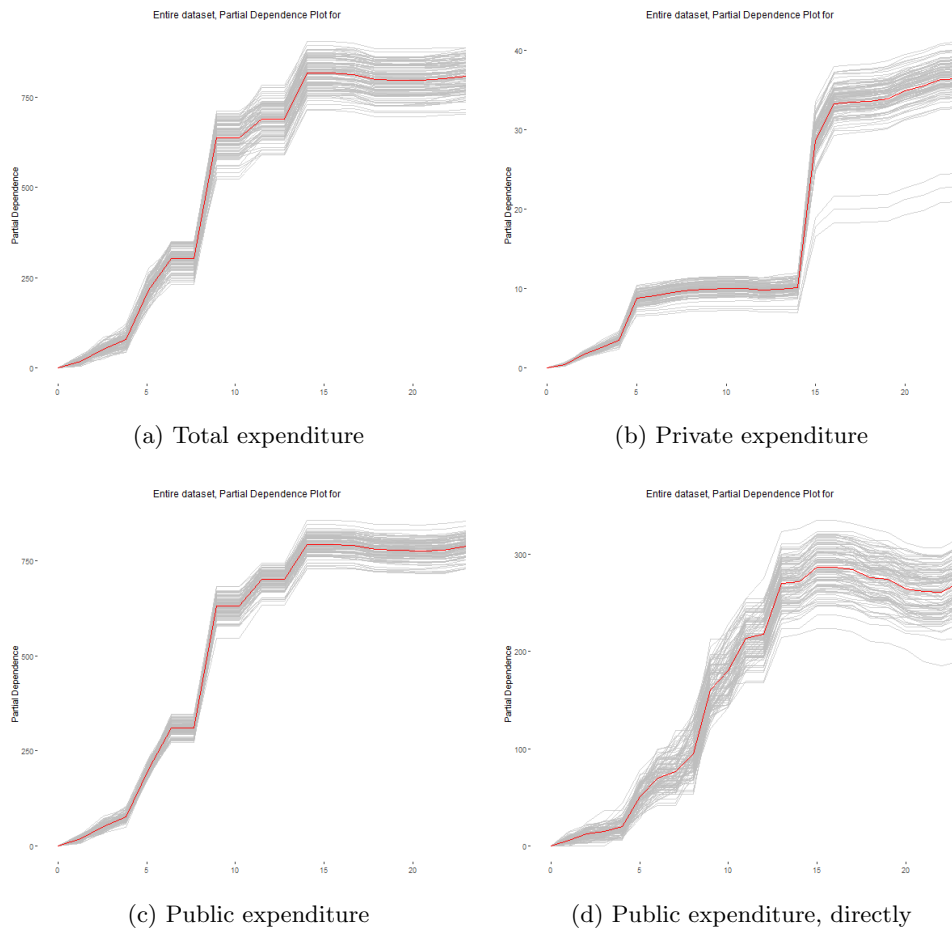 Entire dataset, Partial Dependence Plot for
Partial Dependence
750
500
250
0
0 5 10 15 20
(a) Total expenditure
Entire dataset, Partial Dependence Plot for
Partial Dependence
40
30
20
10
0
0 5 10 15 20
(b) Private expenditure
Entire dataset, Partial Dependence Plot for
Partial Dependence
750
500
250
0
0 5 10 15 20
(c) Public expenditure
Entire dataset, Partial Dependence Plot for
Partial Dependence
300
200
100
0
0 5 10 15 20
(d) Public expenditure, directly